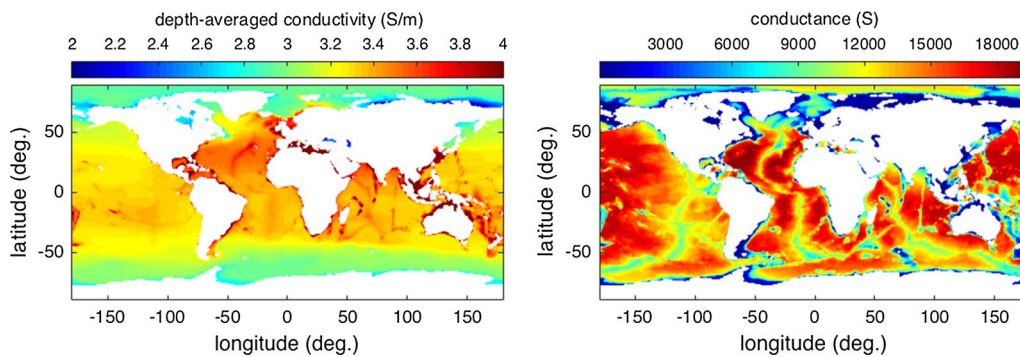 depth-averaged conductivity (S/m)
2 2.2 2.4 2.6 2.8 3 3.2 3.4 3.6 3.8 4
latitude (deg.)
50
0
-50
-150 -100 -50 0 50 100 150
longitude (deg.)
conductance (S)
3000 6000 9000 12000 15000 18000
latitude (deg.)
50
0
-50
-150 -100 -50 0 50 100 150
longitude (deg.)